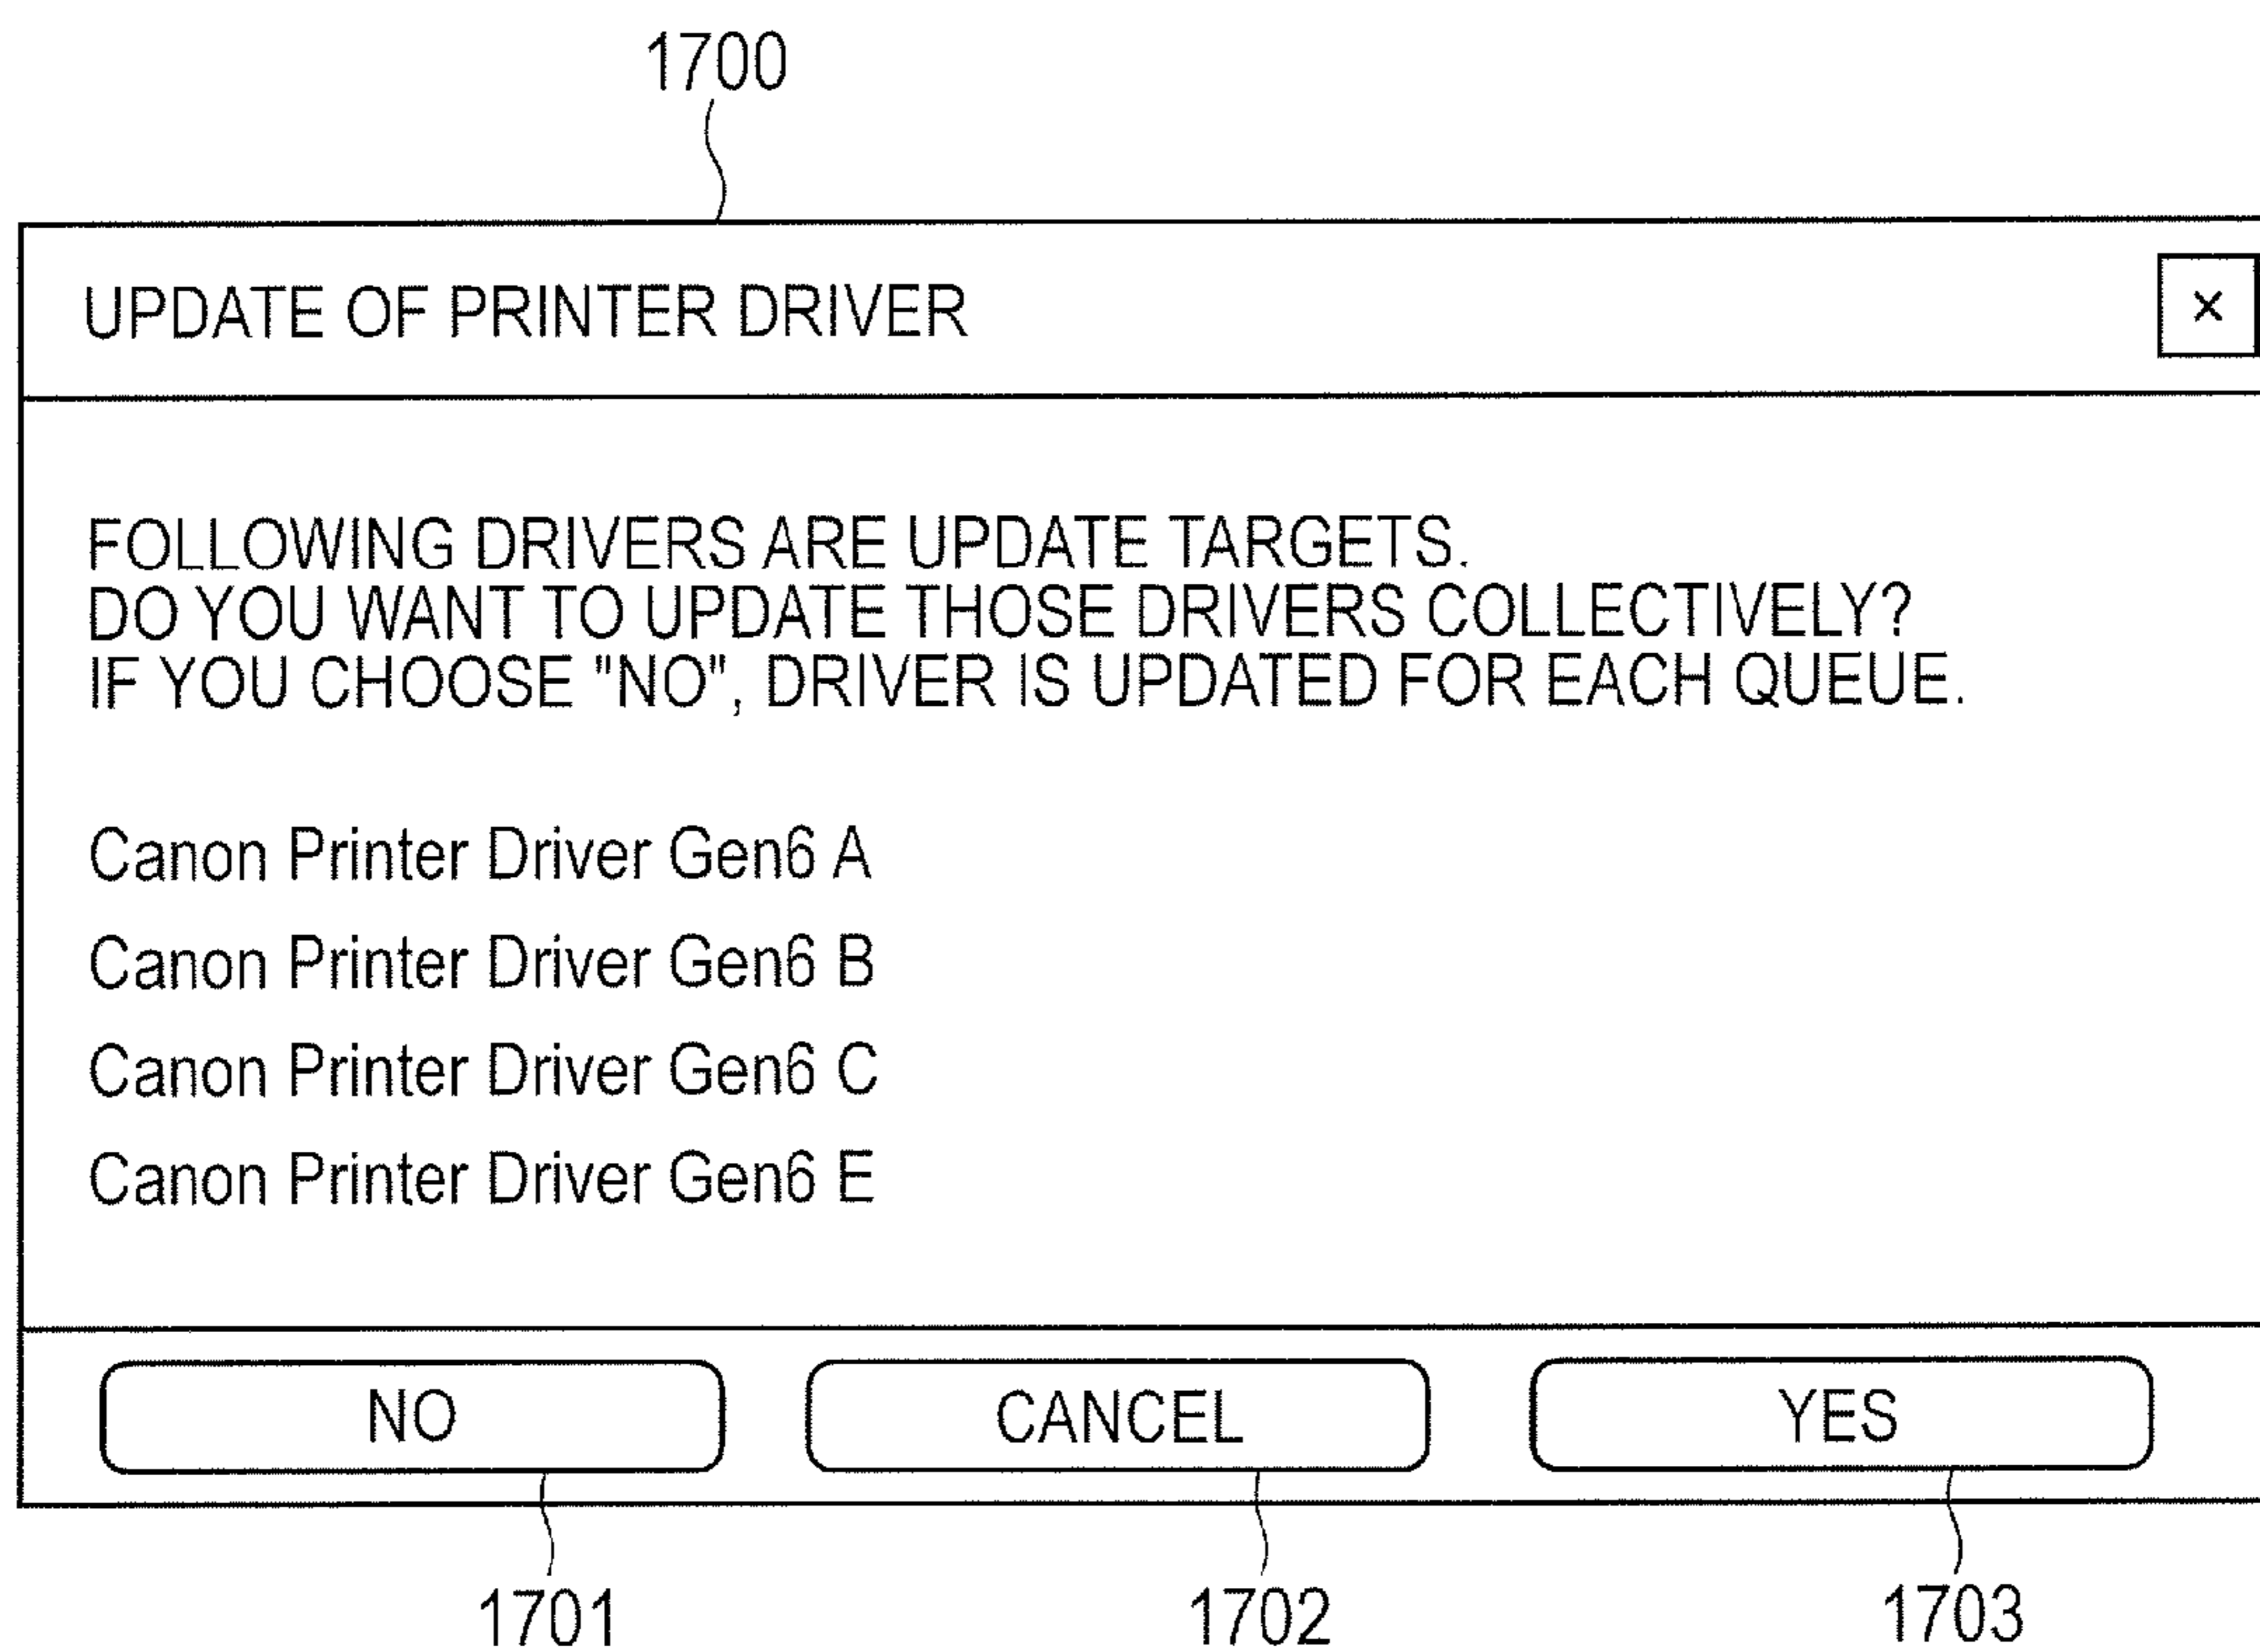 1700
UPDATE OF PRINTER DRIVER
×
FOLLOWING DRIVERS ARE UPDATE TARGETS.
DO YOU WANT TO UPDATE THOSE DRIVERS COLLECTIVELY?
IF YOU CHOOSE "NO", DRIVER IS UPDATED FOR EACH QUEUE.
Canon Printer Driver Gen6 A
Canon Printer Driver Gen6 B
Canon Printer Driver Gen6 C
Canon Printer Driver Gen6 E
NO CANCEL YES
1701 1702 1703